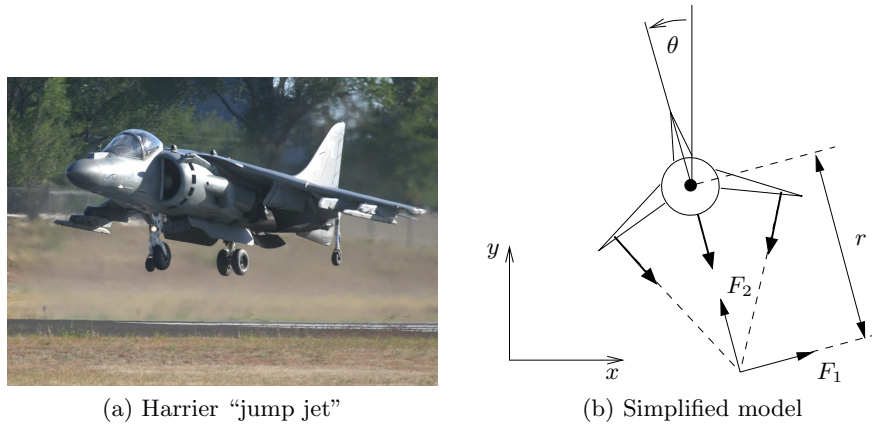 θ
r
y
F₂
x
F₁
(a) Harrier “jump jet”
(b) Simplified model